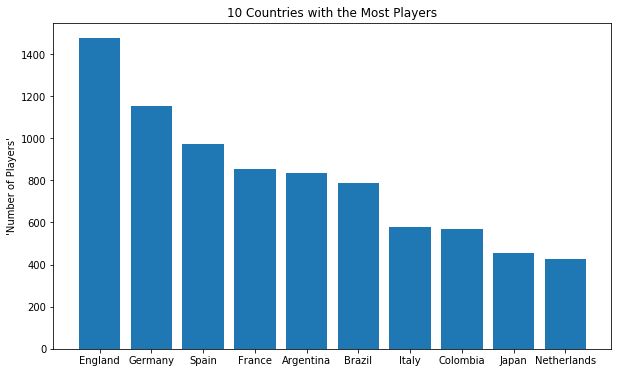 10 Countries with the Most Players
'Number of Players'
1400
1200
1000
800
600
400
200
0
England Germany Spain France Argentina Brazil Italy Colombia Japan Netherlands